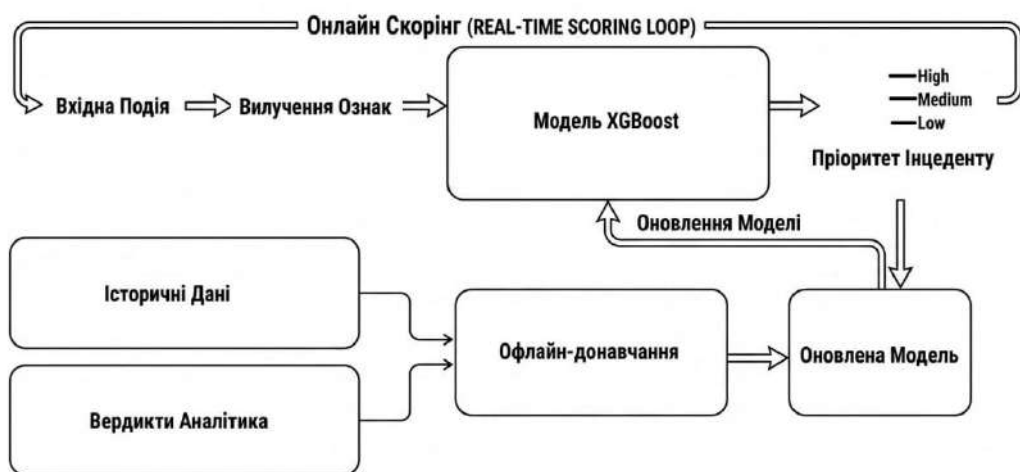 Онлайн Скорінг (REAL-TIME SCORING LOOP)
Вхідна Подія
Вилучення Ознак
Модель XGBoost
High
Medium
Low
Пріоритет Інцеденту
Оновлення Моделі
Історичні Дані
Офлайн-донавчання
Оновлена Модель
Вердикти Аналітика